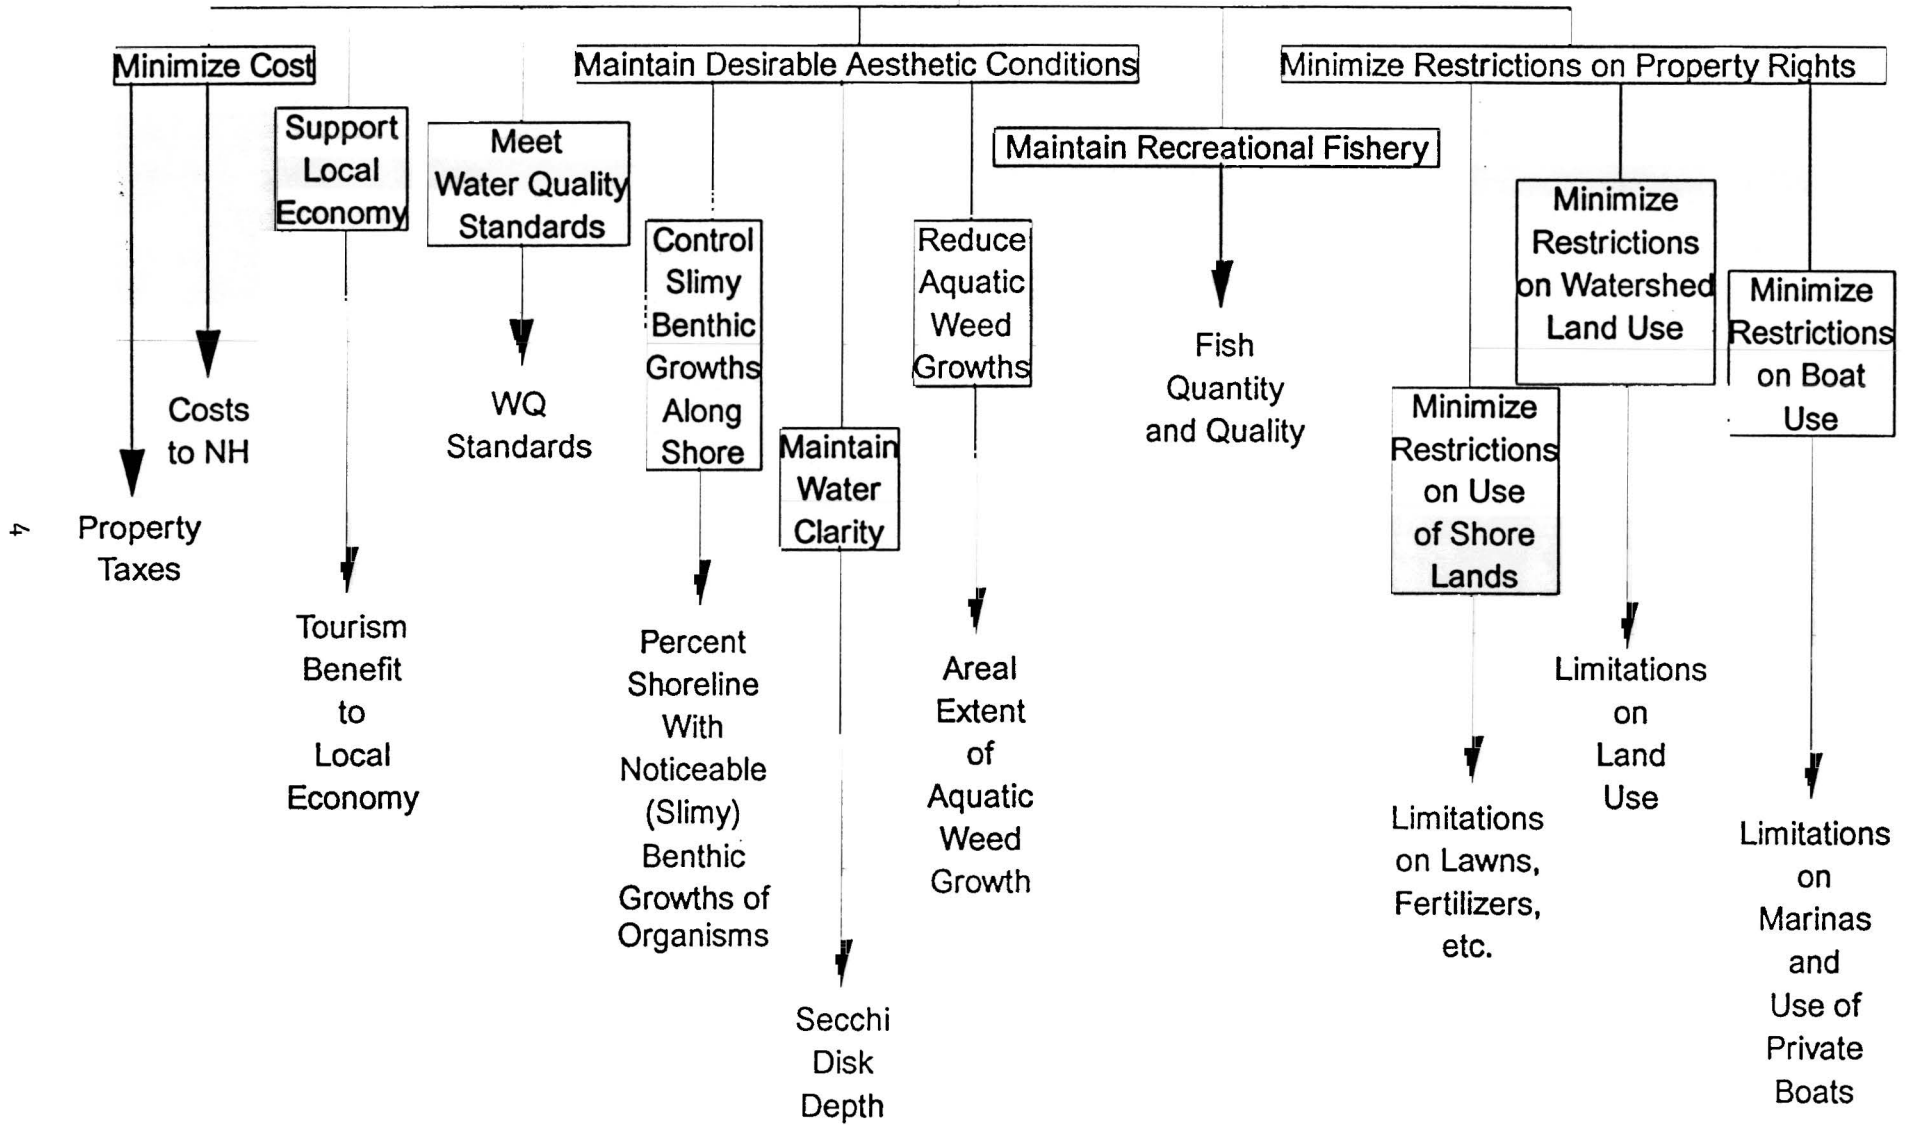 Minimize Cost
Maintain Desirable Aesthetic Conditions
Minimize Restrictions on Property Rights
Support
Local
Economy
Meet
Water Quality
Standards
Maintain Recreational Fishery
Control
Slimy
Benthic
Growths
Along
Shore
Maintain
Water
Clarity
Reduce
Aquatic
Weed
Growths
Minimize
Restrictions
on Use
of Shore
Lands
Minimize
Restrictions
on Watershed
Land Use
Minimize
Restrictions
on Boat
Use
Property
Taxes
Costs
to NH
Tourism
Benefit
to
Local
Economy
WQ
Standards
Percent
Shoreline
With
Noticeable
(Slimy)
Benthic
Growths of
Organisms
Secchi
Disk
Depth
Areal
Extent
of
Aquatic
Weed
Growth
Fish
Quantity
and Quality
Limitations
on Lawns,
Fertilizers,
etc.
Limitations
on
Land
Use
Limitations
on
Marinas
and
Use of
Private
Boats
4